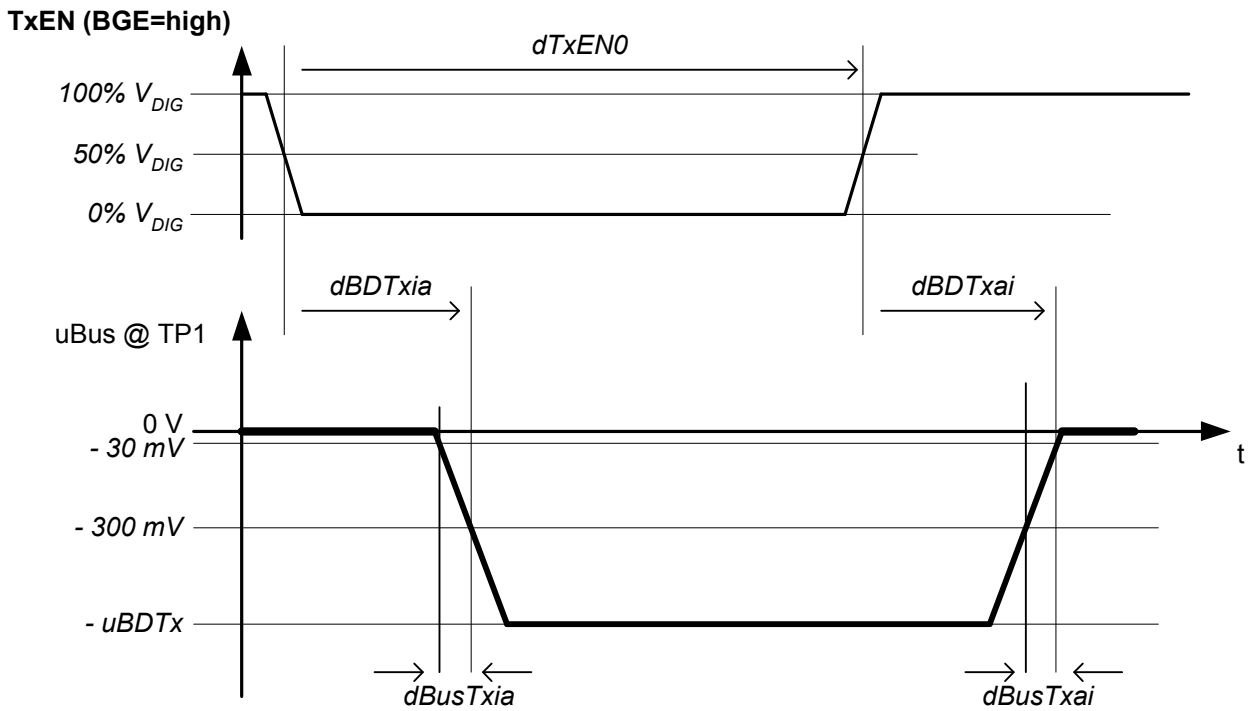 TxEN (BGE=high)
dTxEN0
100% VDIG
50% VDIG
0% VDIG
dBDTxia
dBDTxai
uBus @ TP1
0 V
- 30 mV
t
- 300 mV
- uBDTx
dBusTxia
dBusTxai